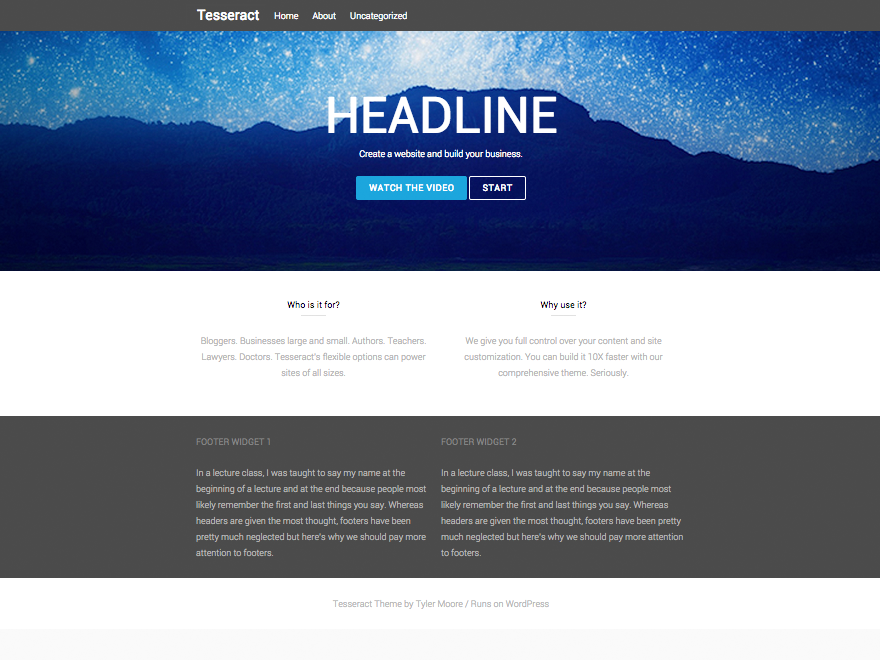 Tesseract Home About Uncategorized
HEADLINE
Create a website and build your business.
WATCH THE VIDEO START
Who is it for?
Bloggers. Businesses large and small. Authors. Teachers.
Lawyers. Doctors. Tesseract's flexible options can power
sites of all sizes.
Why use it?
We give you full control over your content and site
customization. You can build it 10X faster with our
comprehensive theme. Seriously.
FOOTER WIDGET 1
In a lecture class, I was taught to say my name at the
beginning of a lecture and at the end because people most
likely remember the first and last things you say. Whereas
headers are given the most thought, footers have been
pretty much neglected but here's why we should pay more
attention to footers.
FOOTER WIDGET 2
In a lecture class, I was taught to say my name at the
beginning of a lecture and at the end because people most
likely remember the first and last things you say. Whereas
headers are given the most thought, footers have been pretty
much neglected but here's why we should pay more attention
to footers.
Tesseract Theme by Tyler Moore / Runs on WordPress